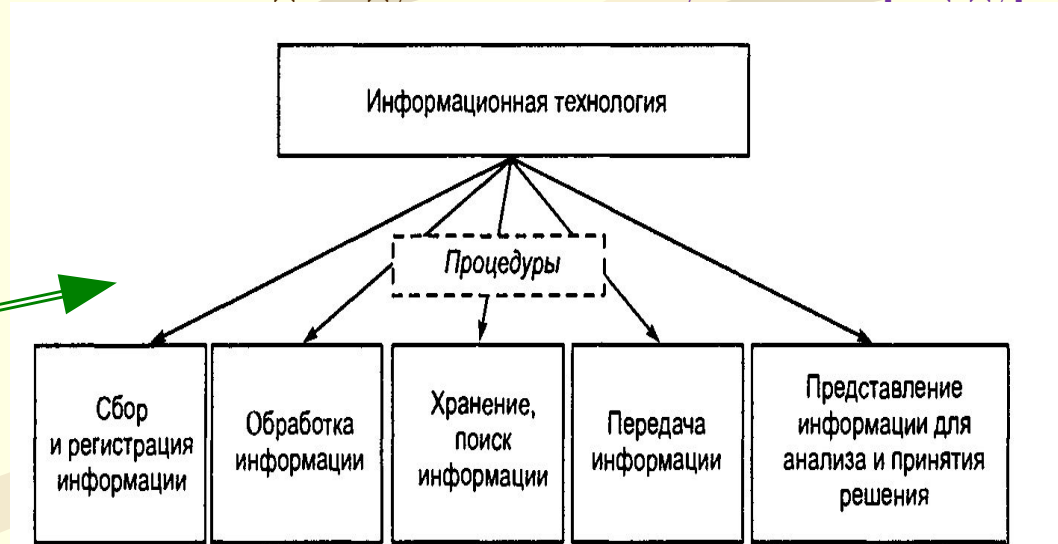 Информационная технология
Процедуры
Сбор
и регистрация
информации
Обработка
информации
Хранение,
поиск
информации
Передача
информации
Представление
информации для
анализа и принятия
решения